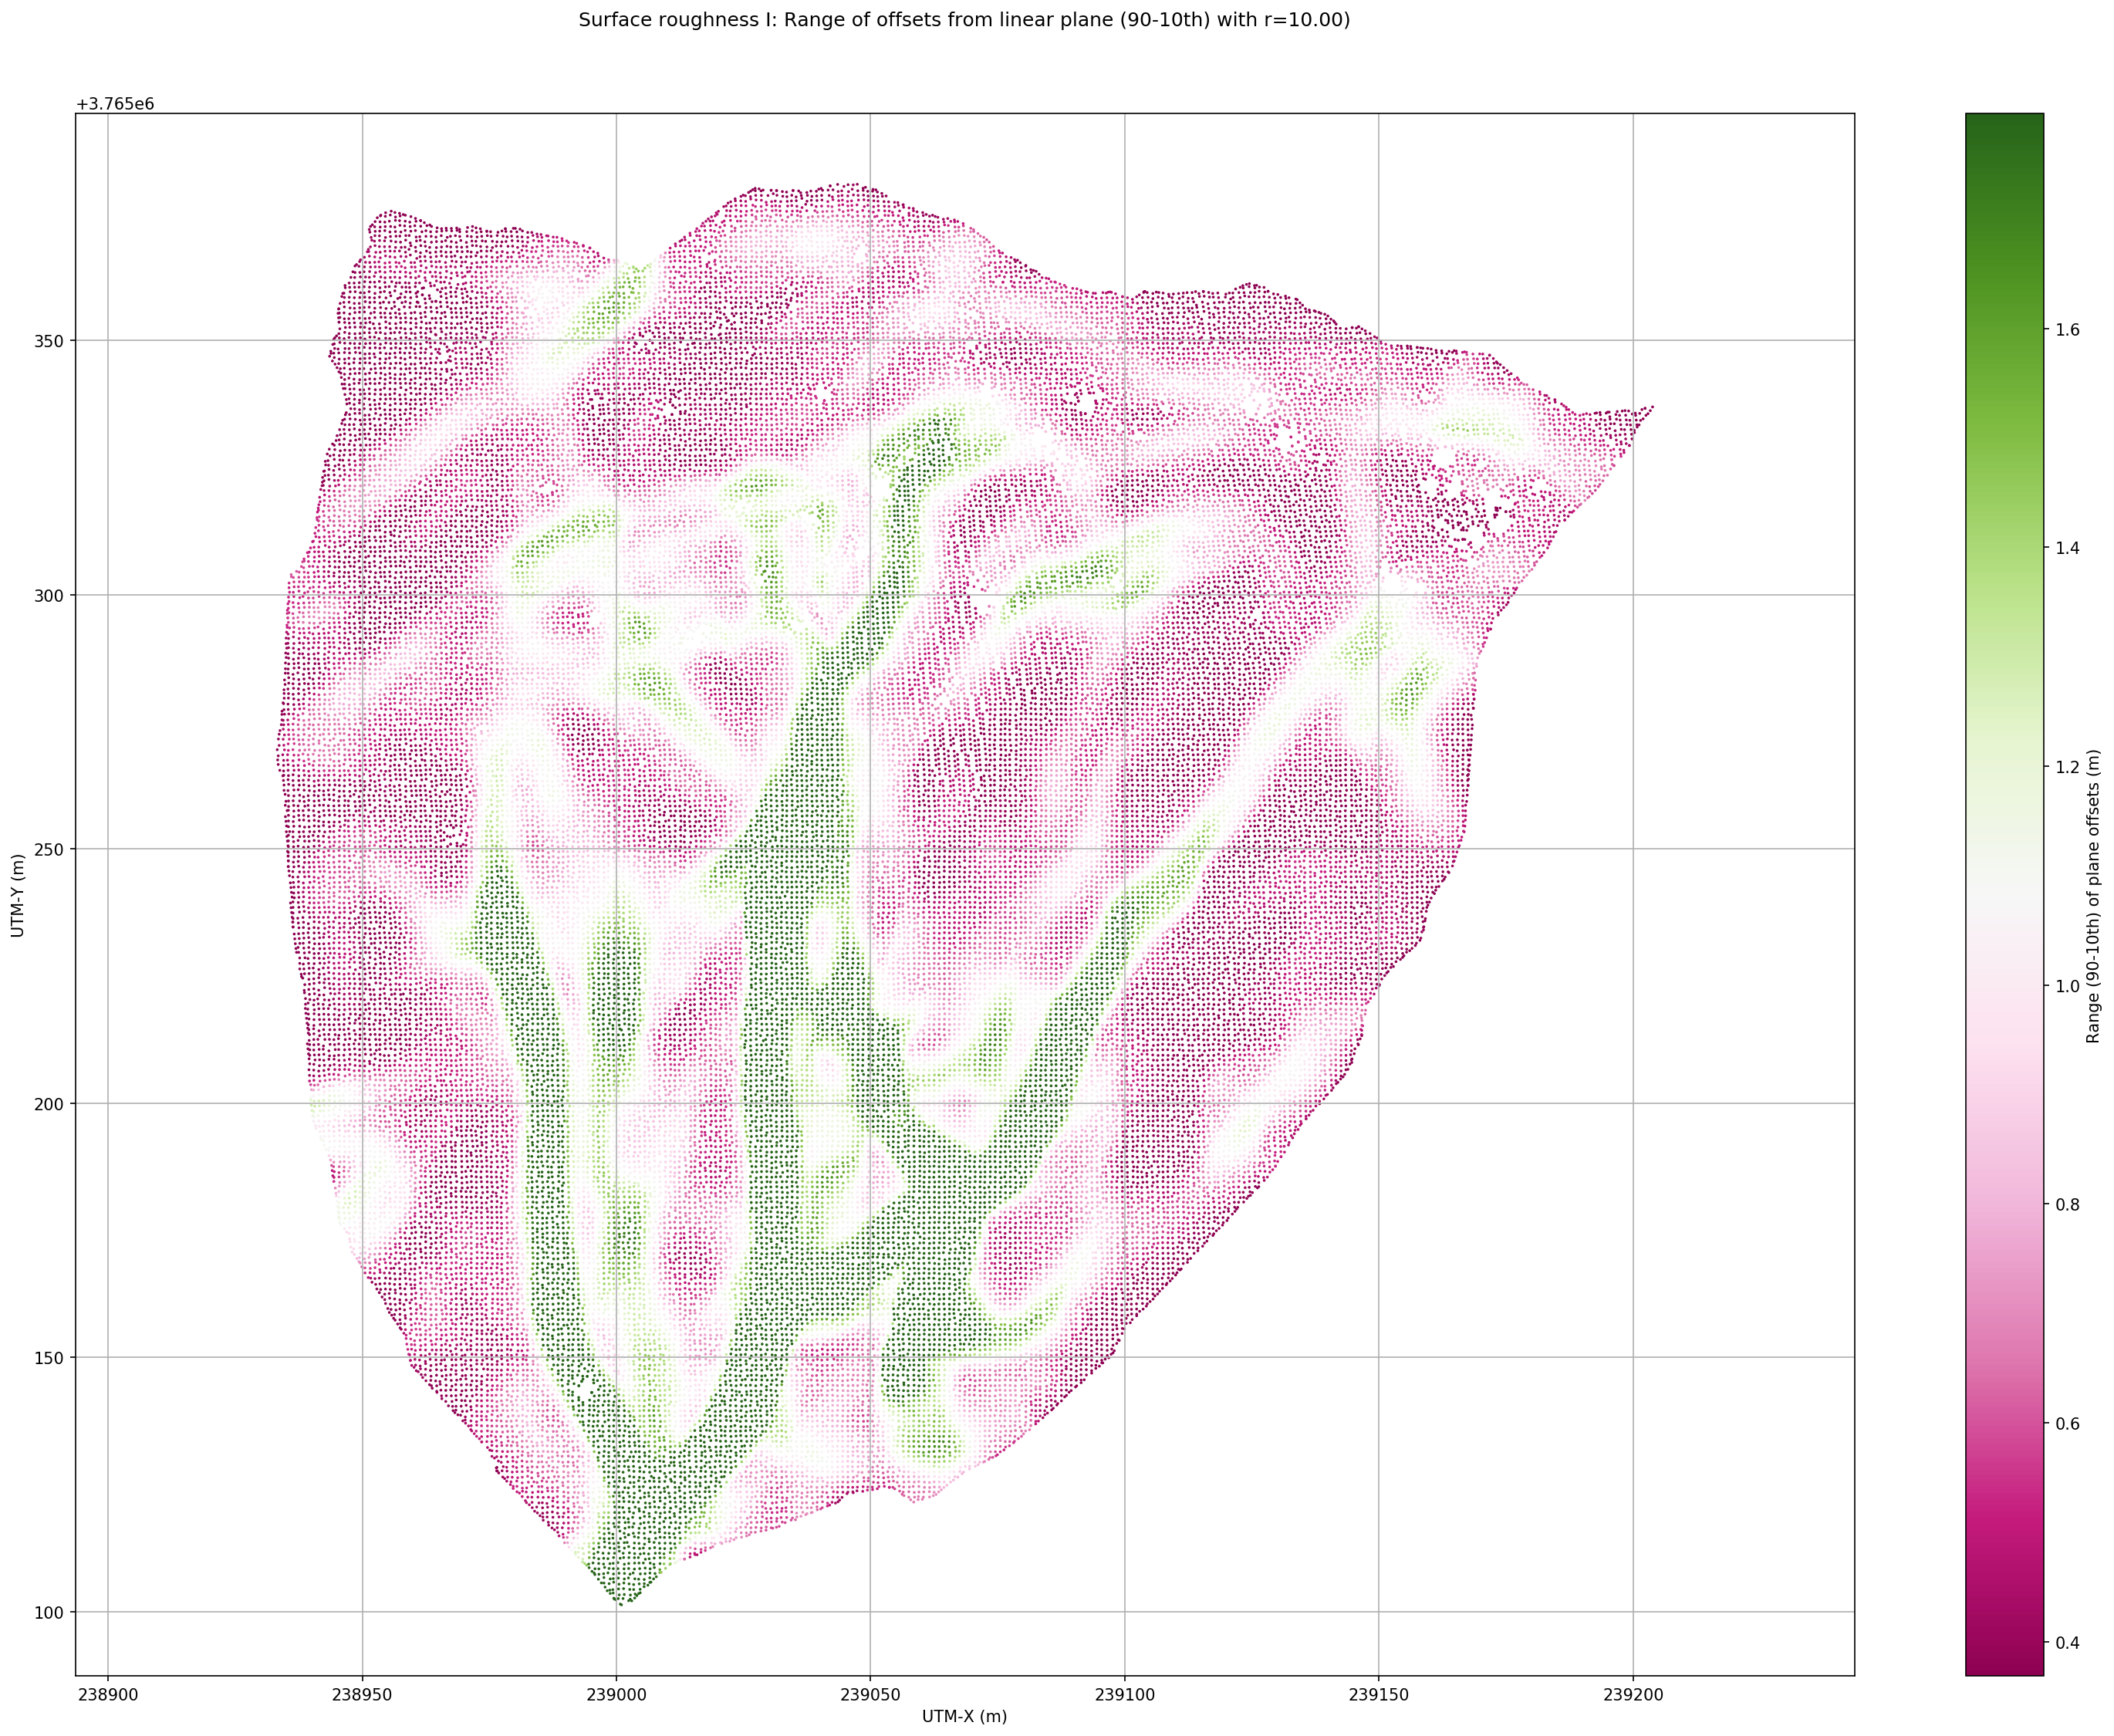 Surface roughness I: Range of offsets from linear plane (90-10th) with r=10.00)
+3.765e6
350
300
250
200
150
100
UTM-Y (m)
238900 238950 239000 239050 239100 239150 239200
UTM-X (m)
1.6
1.4
1.2
1.0
0.8
0.6
0.4
Range (90-10th) of plane offsets (m)